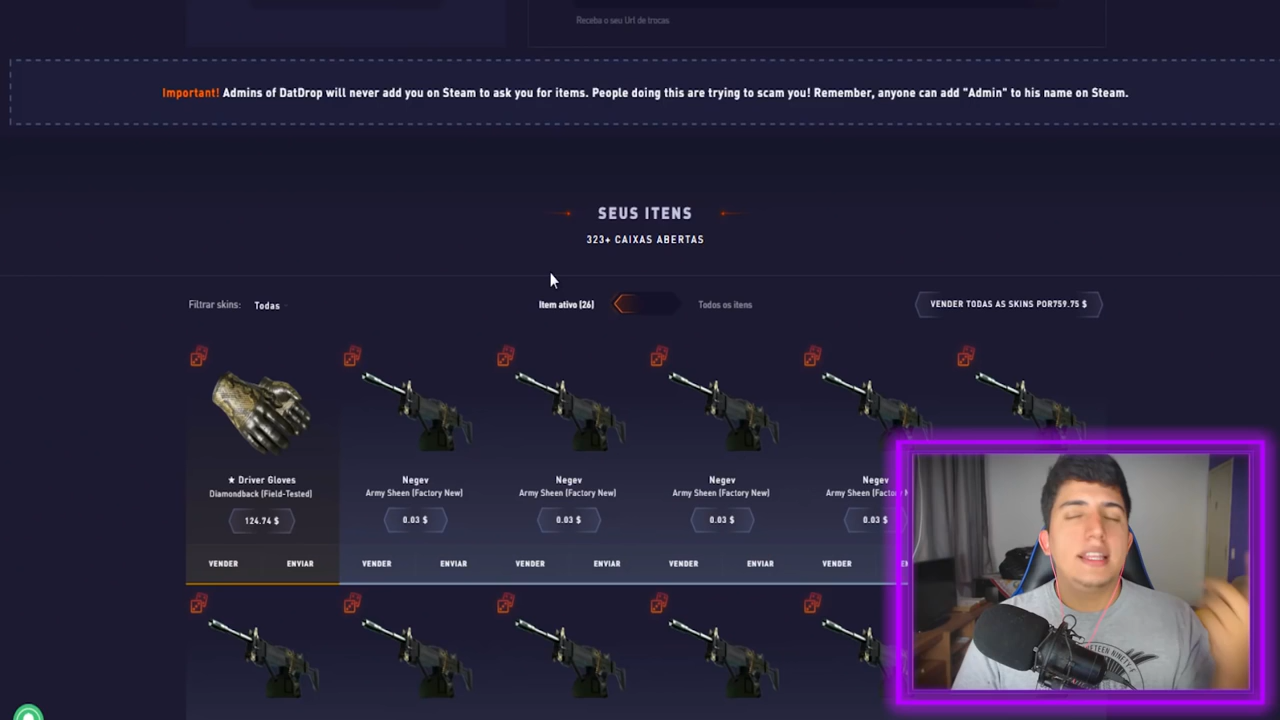 Receba o seu Url de trocas
Important! Admins of DatDrop will never add you on Steam to ask you for items. People doing this are trying to scam you! Remember, anyone can add "Admin" to his name on Steam.
SEUS ITENS
323+ CAIXAS ABERTAS
Filtrar skins: Todas
Item ativo (26)
Todos os itens
VENDER TODAS AS SKINS POR759.75 $
★ Driver Gloves
Diamondback (Field-Tested)
124.74 $
VENDER ENVIAR
Negev
Army Sheen (Factory New)
0.03 $
VENDER ENVIAR
Negev
Army Sheen (Factory New)
0.03 $
VENDER ENVIAR
Negev
Army Sheen (Factory New)
0.03 $
VENDER ENVIAR
Negev
Army Sheen (Factory N
0.03 $
VENDER